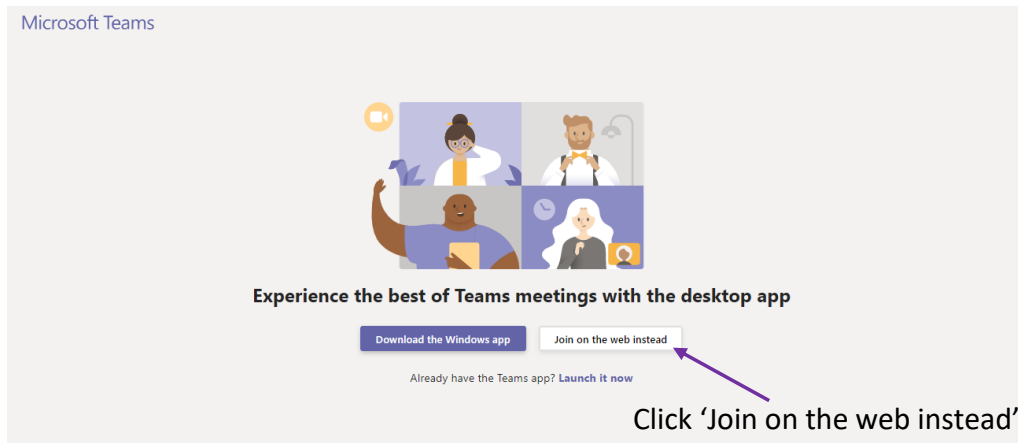 Microsoft Teams
Experience the best of Teams meetings with the desktop app
Download the Windows app
Join on the web instead
Already have the Teams app? Launch it now
Click ‘Join on the web instead’